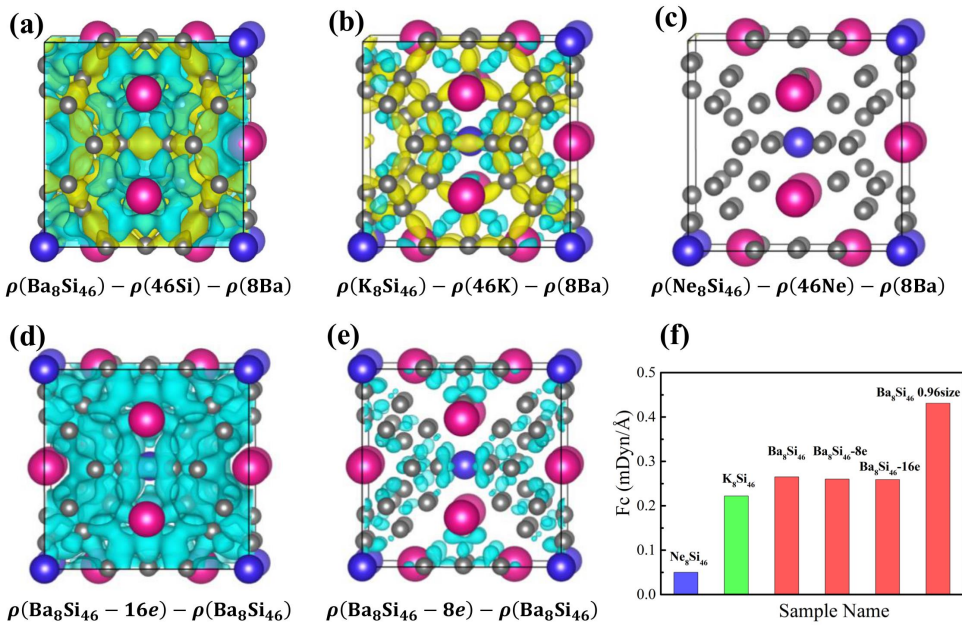 (a)
(b)
(c)
ρ(Ba₈Si₄₆) − ρ(46Si) − ρ(8Ba)
ρ(K₈Si₄₆) − ρ(46K) − ρ(8Ba)
ρ(Ne₈Si₄₆) − ρ(46Ne) − ρ(8Ba)
(d)
(e)
(f)
ρ(Ba₈Si₄₆ − 16e) − ρ(Ba₈Si₄₆)
ρ(Ba₈Si₄₆ − 8e) − ρ(Ba₈Si₄₆)
Fc (mDyn/Å)
0.5
0.4
0.3
0.2
0.1
0.0
Ne₈Si₄₆
K₈Si₄₆
Ba₈Si₄₆
Ba₈Si₄₆-8e
Ba₈Si₄₆-16e
Ba₈Si₄₆ 0.96size
Sample Name